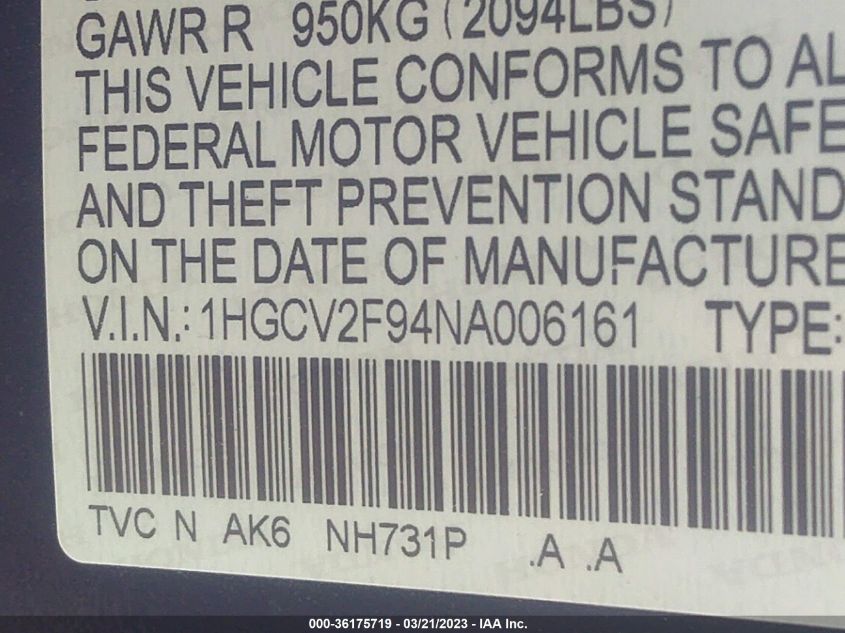 GAWR R 950KG (2094LBS)
THIS VEHICLE CONFORMS TO AL
FEDERAL MOTOR VEHICLE SAFE
AND THEFT PREVENTION STAND
ON THE DATE OF MANUFACTURE
V.I.N.: 1HGCV2F94NA006161 TYPE:
TVC N AK6 NH731P .A .A
000-36175719 - 03/21/2023 - IAA Inc.